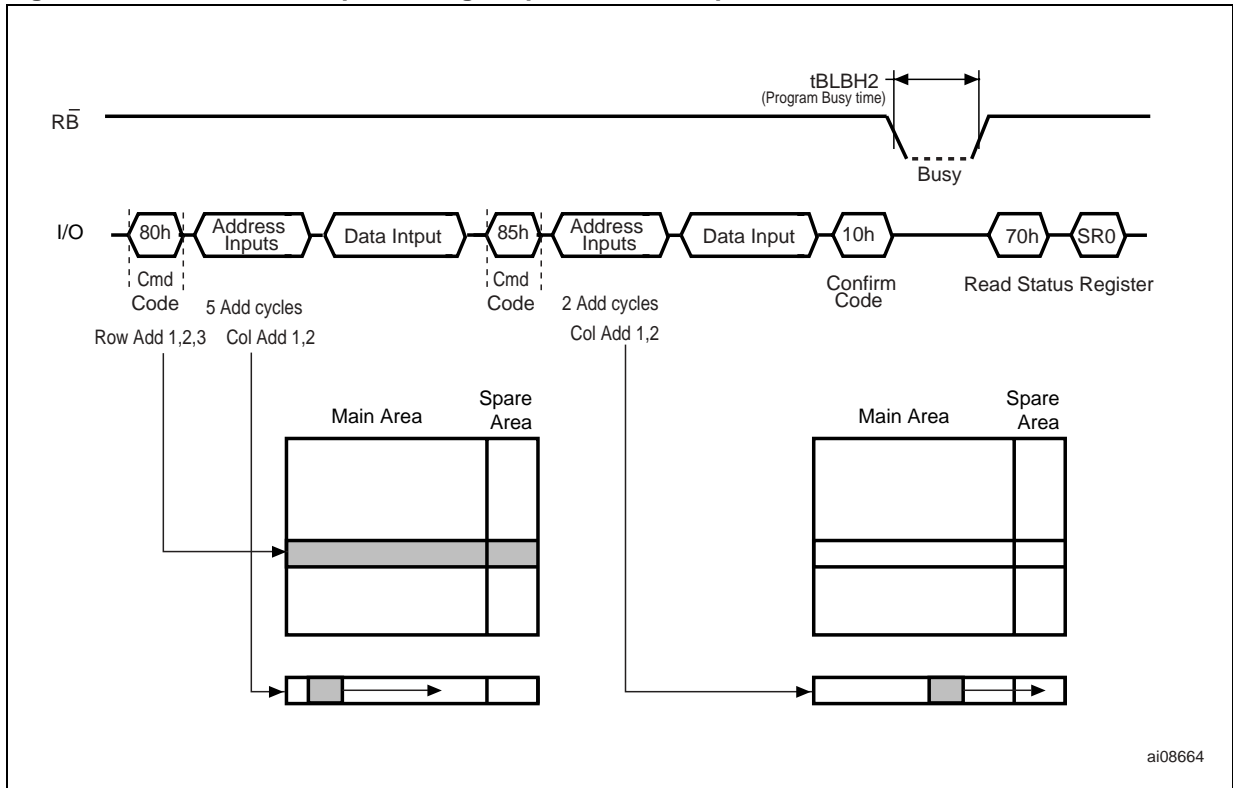 tBLBH2
(Program Busy time)
RB̅
Busy
I/O
80h
Address
Inputs
Data Intput
85h
Address
Inputs
Data Input
10h
70h
SR0
Cmd
Code
Cmd
Code
Confirm
Code
Read Status Register
5 Add cycles
2 Add cycles
Row Add 1,2,3
Col Add 1,2
Col Add 1,2
Main Area
Spare
Area
Main Area
Spare
Area
ai08664